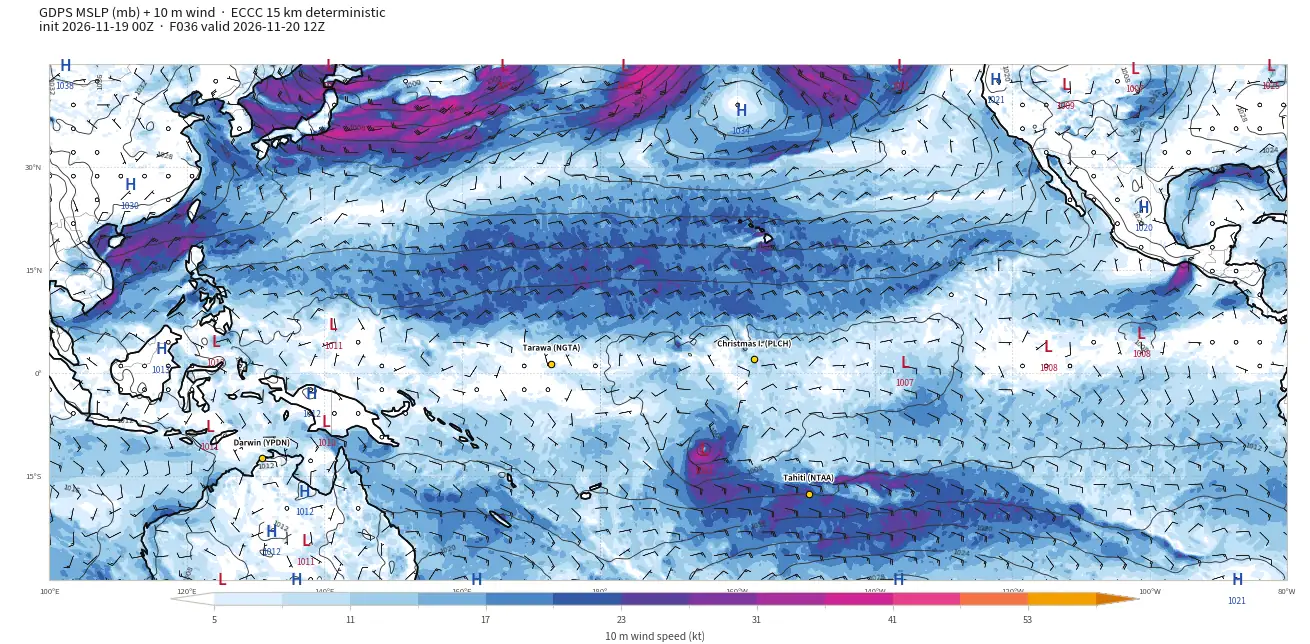 GDPS MSLP (mb) + 10 m wind · ECCC 15 km deterministic
init 2026-11-19 00Z · F036 valid 2026-11-20 12Z
H
1038
L
L
L
L
H
1021
L
1009
L
L
1025
H
1034
30°N
H
1030
H
1020
15°N
L
1011
L
H
L
1008
L
1008
Tarawa (NGTA)
Christmas I. (PLCH)
L
1007
0°
H
1012
L
1011
L
Darwin (YPDN)
1012
15°S
H
1012
Tahiti (NTAA)
H
1012
L
1011
L
H
H
H
H
1021
100°E
120°E
140°E
160°E
180°
160°W
140°W
120°W
100°W
80°W
5
11
17
23
31
41
53
10 m wind speed (kt)